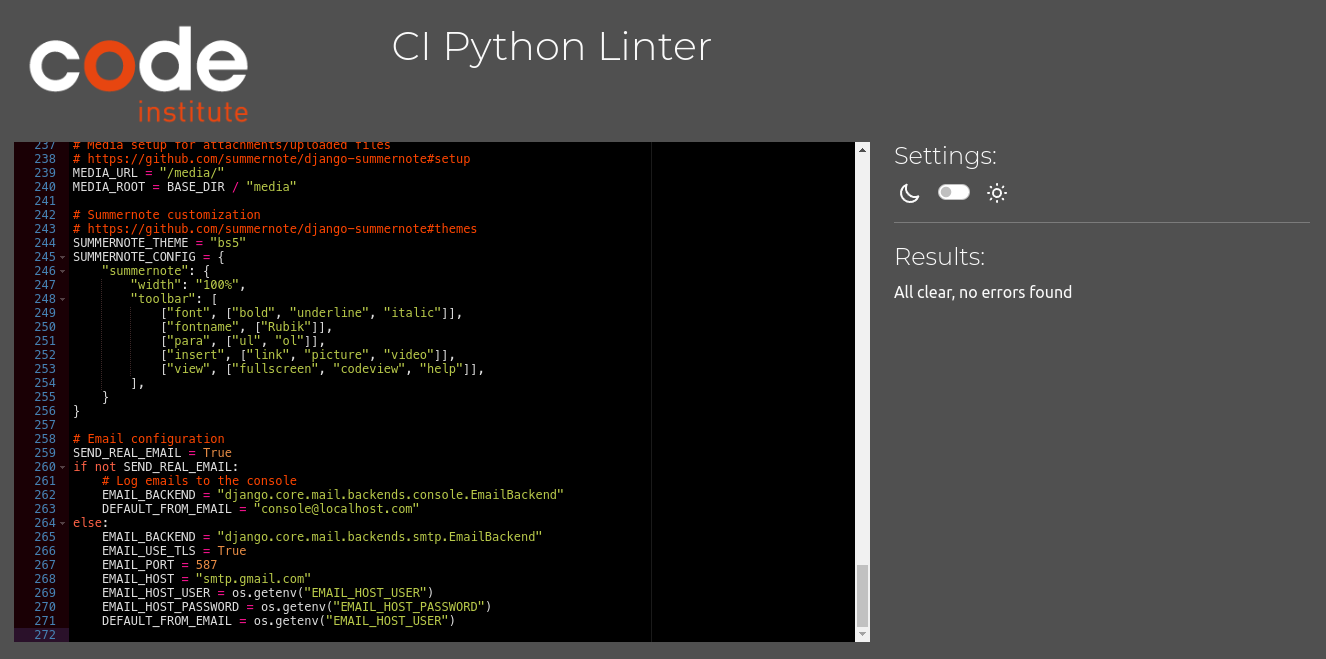 code
institute
CI Python Linter
237 # Media setup for attachments/uploaded files
238 # https://github.com/summernote/django-summernote#setup
239 MEDIA_URL = "/media/"
240 MEDIA_ROOT = BASE_DIR / "media"
241
242 # Summernote customization
243 # https://github.com/summernote/django-summernote#themes
244 SUMMERNOTE_THEME = "bs5"
245 SUMMERNOTE_CONFIG = {
246     "summernote": {
247         "width": "100%",
248         "toolbar": [
249             ["font", ["bold", "underline", "italic"]],
250             ["fontname", ["Rubik"]],
251             ["para", ["ul", "ol"]],
252             ["insert", ["link", "picture", "video"]],
253             ["view", ["fullscreen", "codeview", "help"]],
254         ],
255     }
256 }
257
258 # Email configuration
259 SEND_REAL_EMAIL = True
260 if not SEND_REAL_EMAIL:
261     # Log emails to the console
262     EMAIL_BACKEND = "django.core.mail.backends.console.EmailBackend"
263     DEFAULT_FROM_EMAIL = "console@localhost.com"
264 else:
265     EMAIL_BACKEND = "django.core.mail.backends.smtp.EmailBackend"
266     EMAIL_USE_TLS = True
267     EMAIL_PORT = 587
268     EMAIL_HOST = "smtp.gmail.com"
269     EMAIL_HOST_USER = os.getenv("EMAIL_HOST_USER")
270     EMAIL_HOST_PASSWORD = os.getenv("EMAIL_HOST_PASSWORD")
271     DEFAULT_FROM_EMAIL = os.getenv("EMAIL_HOST_USER")
272
Settings:
Results:
All clear, no errors found